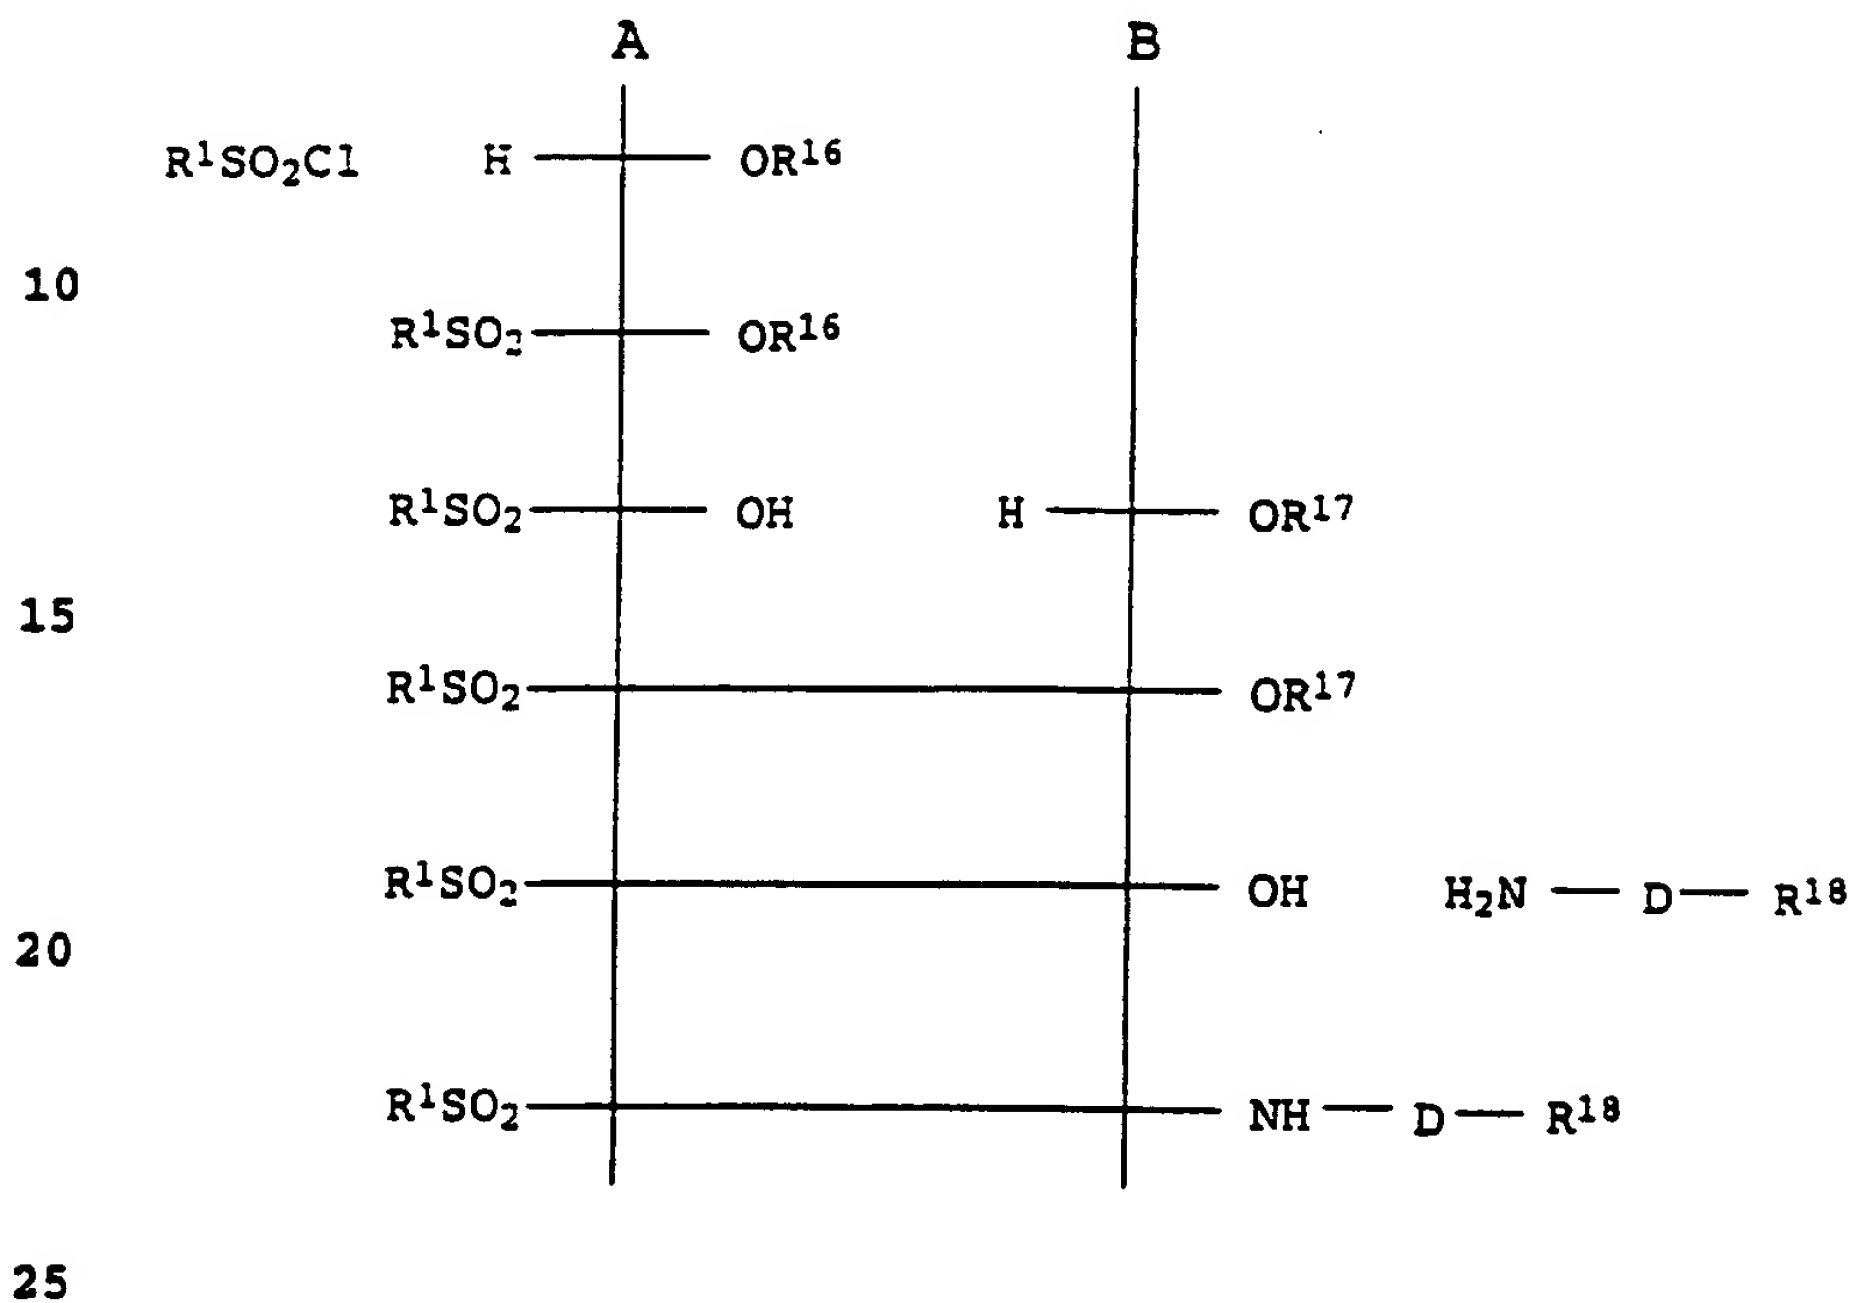 A B
R¹SO₂Cl H OR¹⁶
10
R¹SO₂ OR¹⁶
R¹SO₂ OH H OR¹⁷
15
R¹SO₂ OR¹⁷
R¹SO₂ OH H₂N — D — R¹⁸
20
R¹SO₂ NH — D — R¹⁸
25